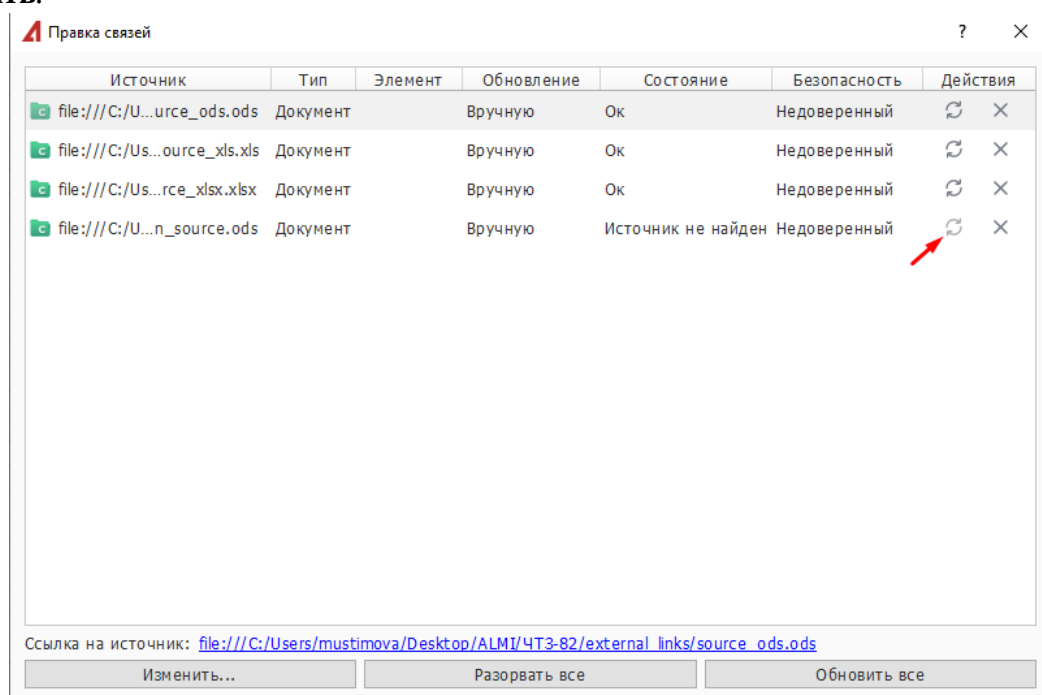 Правка связей ?
Источник Тип Элемент Обновление Состояние Безопасность Действия
file:///C:/U...urce_ods.ods Документ Вручную Ок Недоверенный
file:///C:/Us...ource_xls.xls Документ Вручную Ок Недоверенный
file:///C:/Us...rce_xlsx.xlsx Документ Вручную Ок Недоверенный
file:///C:/U...n_source.ods Документ Вручную Источник не найден Недоверенный
Ссылка на источник: file:///C:/Users/mustimova/Desktop/ALMI/ЧТЗ-82/external_links/source_ods.ods
Изменить... Разорвать все Обновить все